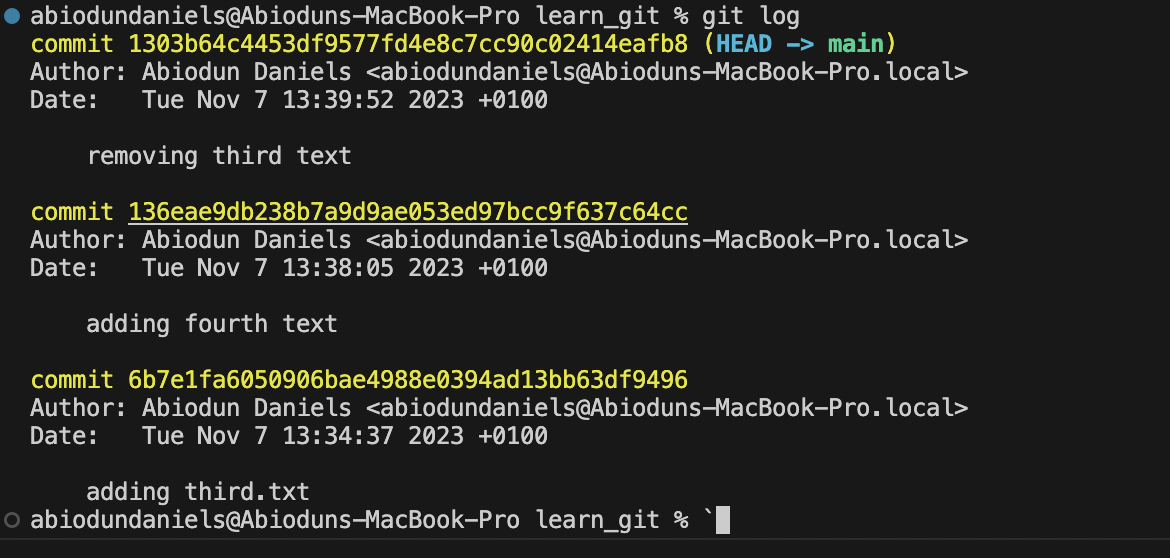 abiodundaniels@Abioduns-MacBook-Pro learn_git % git log
commit 1303b64c4453df9577fd4e8c7cc90c02414eafb8 (HEAD -> main)
Author: Abiodun Daniels <abiodundaniels@Abioduns-MacBook-Pro.local>
Date:   Tue Nov 7 13:39:52 2023 +0100
    removing third text
commit 136eae9db238b7a9d9ae053ed97bcc9f637c64cc
Author: Abiodun Daniels <abiodundaniels@Abioduns-MacBook-Pro.local>
Date:   Tue Nov 7 13:38:05 2023 +0100
    adding fourth text
commit 6b7e1fa6050906bae4988e0394ad13bb63df9496
Author: Abiodun Daniels <abiodundaniels@Abioduns-MacBook-Pro.local>
Date:   Tue Nov 7 13:34:37 2023 +0100
    adding third.txt
abiodundaniels@Abioduns-MacBook-Pro learn_git % `